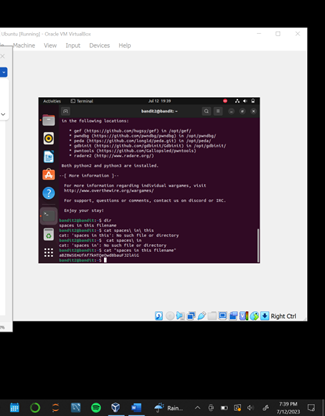 Ubuntu [Running] - Oracle VM VirtualBox
Machine View Input Devices Help
Activities Terminal Jul 12 19:39
bandit2@bandit:~
in the following locations:
* gef (https://github.com/hugsy/gef) in /opt/gef/
* pwndbg (https://github.com/pwndbg/pwndbg) in /opt/pwndbg/
* peda (https://github.com/longld/peda.git) in /opt/peda/
* gdbinit (https://github.com/gdbinit/Gdbinit) in /opt/gdbinit/
* pwntools (https://github.com/Gallopsled/pwntools)
* radare2 (http://www.radare.org/)
Both python2 and python3 are installed.
--[ More information ]--
For more information regarding individual wargames, visit
http://www.overthewire.org/wargames/
For support, questions or comments, contact us on discord or IRC.
Enjoy your stay!
bandit2@bandit:~$ dir
spaces in this filename
bandit2@bandit:~$ cat spaces\ in\ this
cat: 'spaces in this': No such file or directory
bandit2@bandit:~$ cat spaces\ in
cat: 'spaces in': No such file or directory
bandit2@bandit:~$ cat "spaces in this filename"
bandit2@bandit:~$
Right Ctrl
Rain...
7:39 PM
7/12/2023